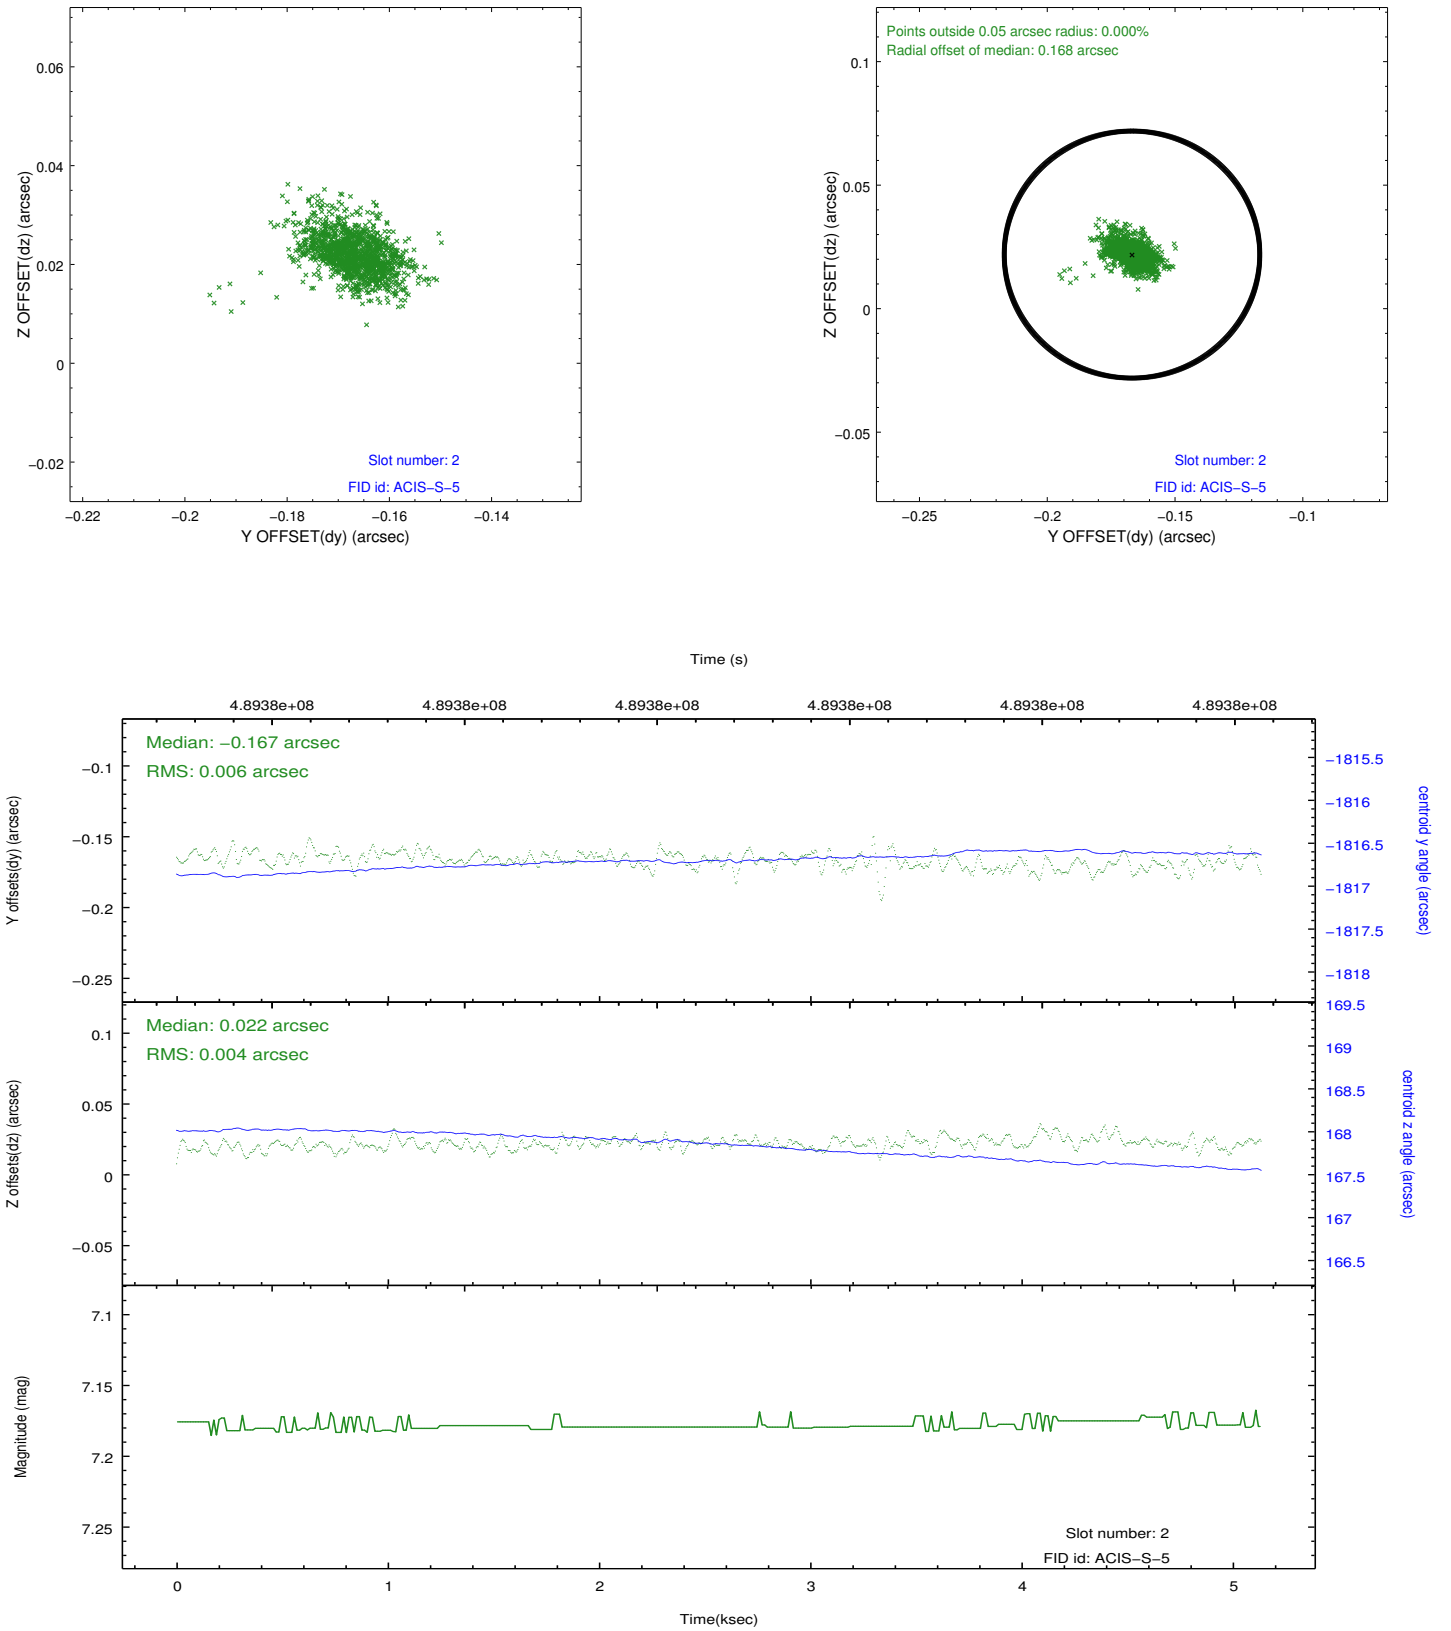 0.06
0.04
0.02
0
−0.02
Z OFFSET(dz) (arcsec)
Slot number: 2
FID id: ACIS−S−5
−0.22
−0.2
−0.18
−0.16
−0.14
Y OFFSET(dy) (arcsec)
Points outside 0.05 arcsec radius: 0.000%
Radial offset of median: 0.168 arcsec
0.1
0.05
0
−0.05
Z OFFSET(dz) (arcsec)
Slot number: 2
FID id: ACIS−S−5
−0.25
−0.2
−0.15
−0.1
Y OFFSET(dy) (arcsec)
Time (s)
4.8938e+08
4.8938e+08
4.8938e+08
4.8938e+08
4.8938e+08
4.8938e+08
Median: −0.167 arcsec
RMS: 0.006 arcsec
−0.1
−0.15
−0.2
−0.25
Y offsets(dy) (arcsec)
−1815.5
−1816
−1816.5
−1817
−1817.5
−1818
centroid y angle (arcsec)
Median: 0.022 arcsec
RMS: 0.004 arcsec
0.1
0.05
0
−0.05
Z offsets(dz) (arcsec)
169.5
169
168.5
168
167.5
167
166.5
centroid z angle (arcsec)
7.1
7.15
7.2
7.25
Magnitude (mag)
Slot number: 2
FID id: ACIS−S−5
0
1
2
3
4
5
Time(ksec)